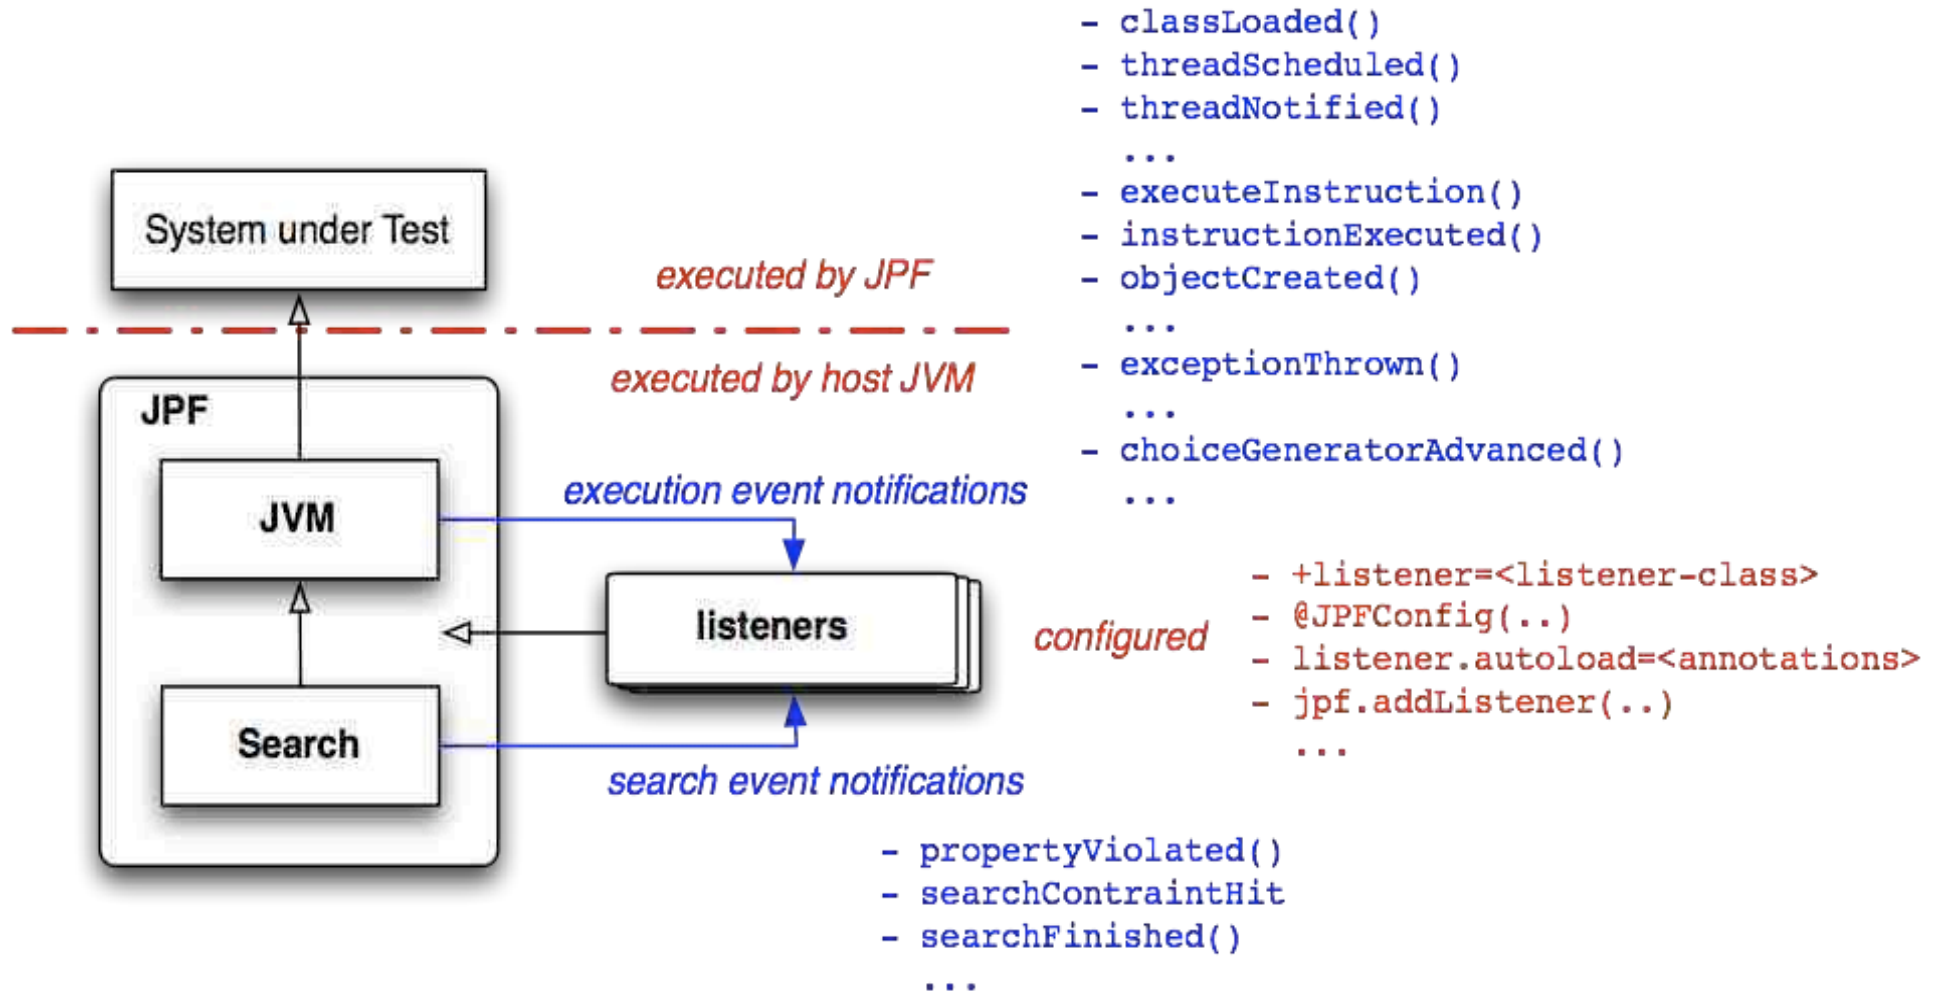 - classLoaded()
- threadScheduled()
- threadNotified()
...
- executeInstruction()
- instructionExecuted()
- objectCreated()
...
- exceptionThrown()
...
- choiceGeneratorAdvanced()
...
System under Test
executed by JPF
executed by host JVM
JPF
JVM
execution event notifications
listeners
configured
- +listener=<listener-class>
- @JPFConfig(..)
- listener.autoload=<annotations>
- jpf.addListener(..)
...
Search
search event notifications
- propertyViolated()
- searchContraintHit
- searchFinished()
...